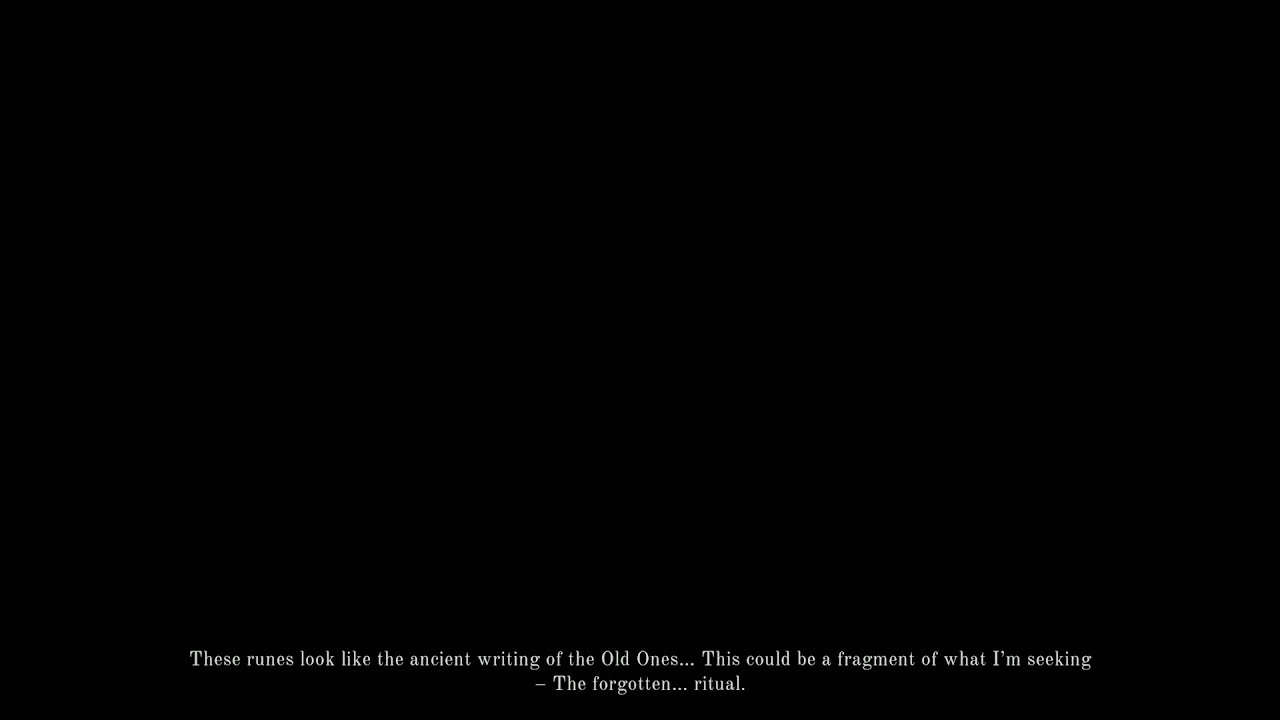 These runes look like the ancient writing of the Old Ones... This could be a fragment of what I’m seeking
– The forgotten... ritual.